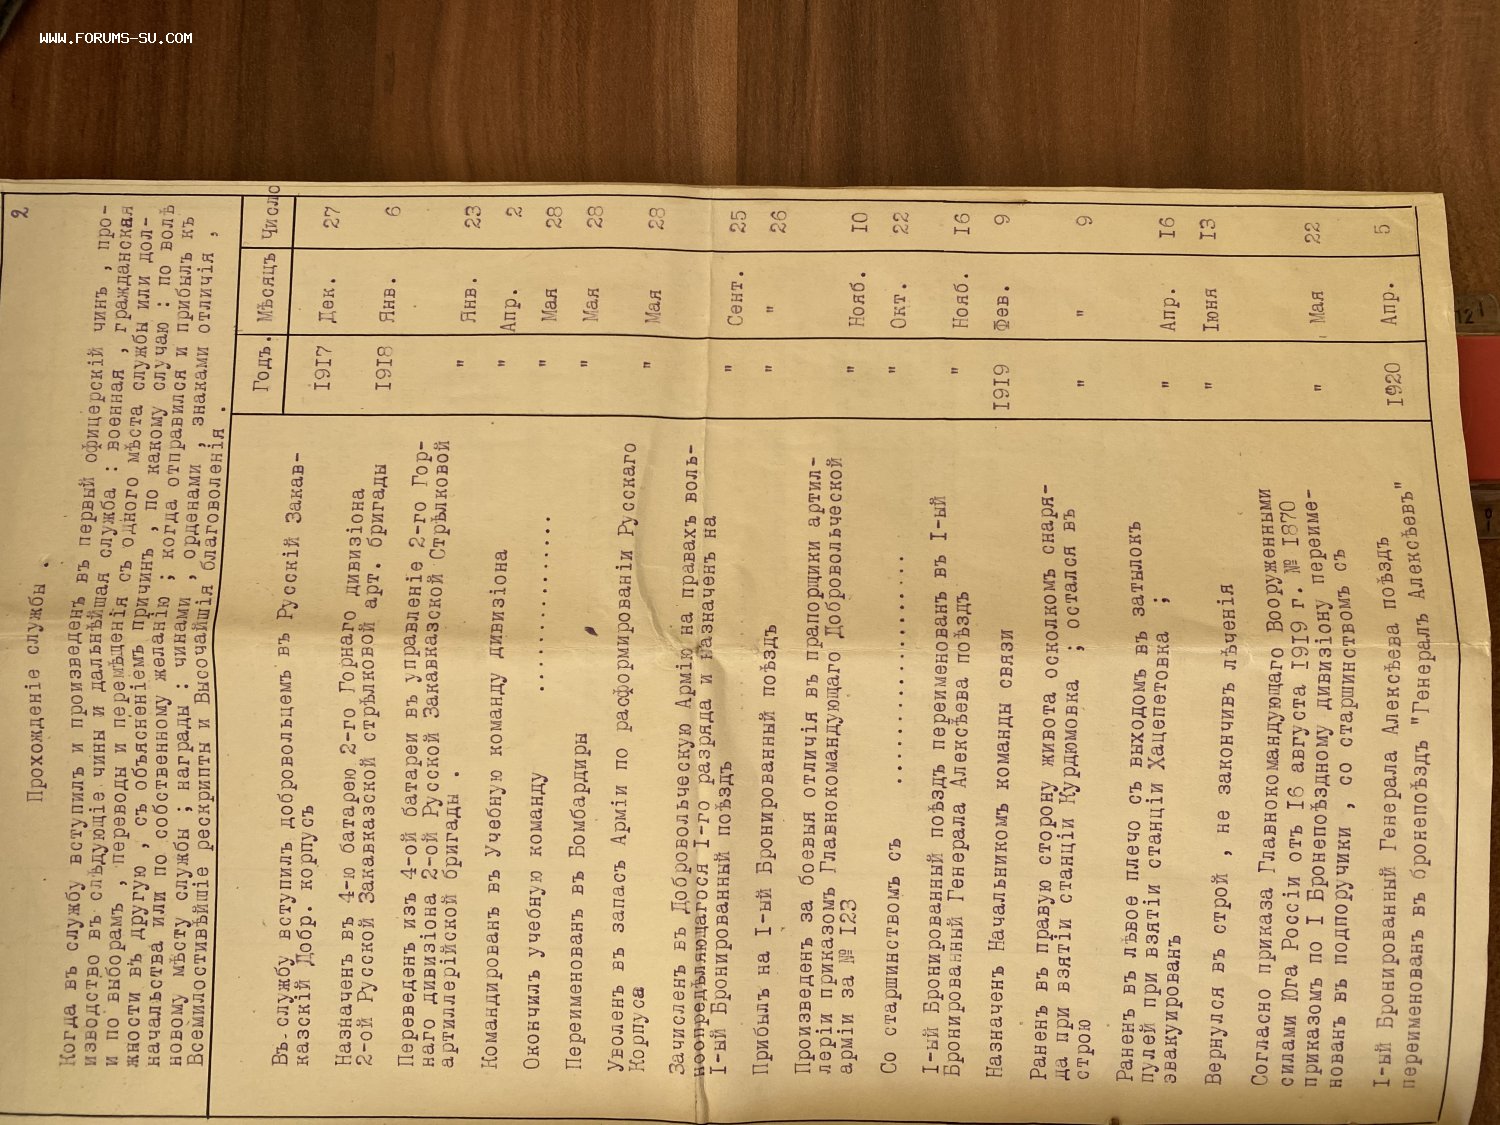 WWW.FORUMS-SU.COM
2
Прохожденіе службы .
Когда въ службу вступилъ и произведенъ въ первый офицерскій чинъ , про-
изводство въ слѣдующіе чины и дальнѣйшая служба : военная , гражданская
и по выборамъ , переводы и перемѣщенія съ одного мѣста службы или дол-
жности въ другую , съ объясненіемъ причинъ , по какому случаю : по волѣ
начальства или по собственному желанію ; когда отправился и прибылъ къ
новому мѣсту службы ; награды : чинами , орденами , знаками отличія ,
Всемилостивѣйшіе рескрипты и Высочайшія благоволенія .
Годъ. Мѣсяцъ Число
Въ службу вступилъ добровольцемъ въ Русскій Закав-
казскій Добр. корпусъ 1917 Дек. 27
Назначенъ въ 4-ю батарею 2-го Горнаго дивизіона
2-ой Русской Закавказской стрѣлковой арт. бригады 1918 Янв. 6
Переведенъ изъ 4-ой батареи въ управленіе 2-го Гор-
наго дивизіона 2-ой Русской Закавказской Стрѣлковой
артиллерійской бригады . " Янв. 23
Командированъ въ Учебную команду дивизіона " Апр. 2
Окончилъ учебную команду .................. " Мая 28
Переименованъ въ Бомбардиры " Мая 28
Уволенъ въ запасъ Арміи по расформированіи Русскаго
Корпуса " Мая 28
Зачисленъ въ Добровольческую Армію на правахъ воль-
ноопредѣляющагося I-го разряда и назначенъ на
I-ый Бронированный поѣздъ " Сент. 25
Прибылъ на I-ый Бронированный поѣздъ " " 26
Произведенъ за боевыя отличія въ прапорщики артил-
леріи приказомъ Главнокомандующаго Добровольческой
арміи за № 123 " Нояб. 10
Со старшинствомъ съ ....................... " Окт. 22
I-ый Бронированный поѣздъ переименованъ въ I-ый
Бронированный Генерала Алексѣева поѣздъ " Нояб. 16
Назначенъ Начальникомъ команды связи 1919 Фев. 9
Раненъ въ правую сторону живота осколкомъ снаря-
да при взятіи станціи Курдюмовка ; остался въ
строю " " 9
Раненъ въ лѣвое плечо съ выходомъ въ затылокъ
пулей при взятіи станціи Хацепетовка ;
эвакуированъ " Апр. 16
Вернулся въ строй , не закончивъ лѣченія " Іюня 13
Согласно приказа Главнокомандующаго Вооруженными
силами Юга Россіи отъ 16 августа 1919 г. № 1870
приказомъ по I Бронепоѣздному дивизіону переиме-
нованъ въ подпоручики , со старшинствомъ съ " Мая 22
I-ый Бронированный Генерала Алексѣева поѣздъ
переименованъ въ бронепоѣздъ "Генералъ Алексѣевъ" 1920 Апр. 5